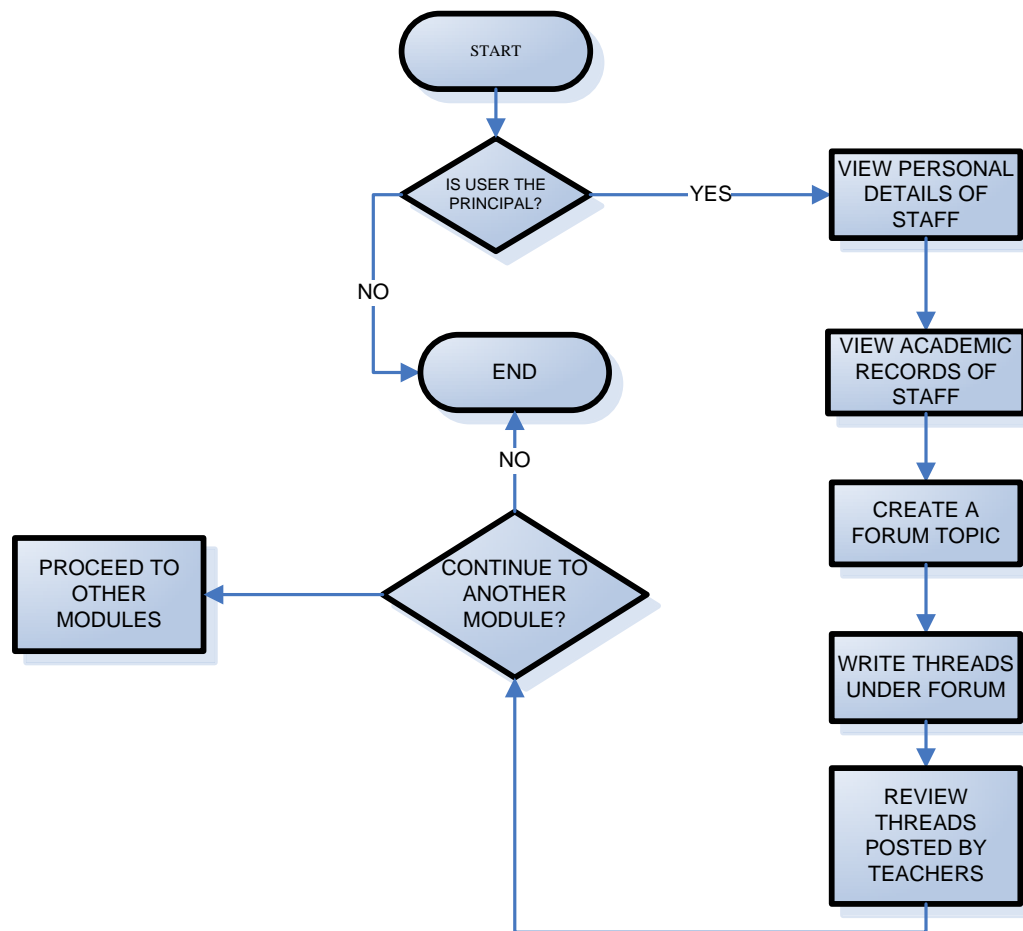 START
IS USER THE
PRINCIPAL?
YES
VIEW PERSONAL
DETAILS OF
STAFF
NO
VIEW ACADEMIC
RECORDS OF
STAFF
END
NO
CREATE A
FORUM TOPIC
PROCEED TO
OTHER
MODULES
CONTINUE TO
ANOTHER
MODULE?
WRITE THREADS
UNDER FORUM
REVIEW
THREADS
POSTED BY
TEACHERS